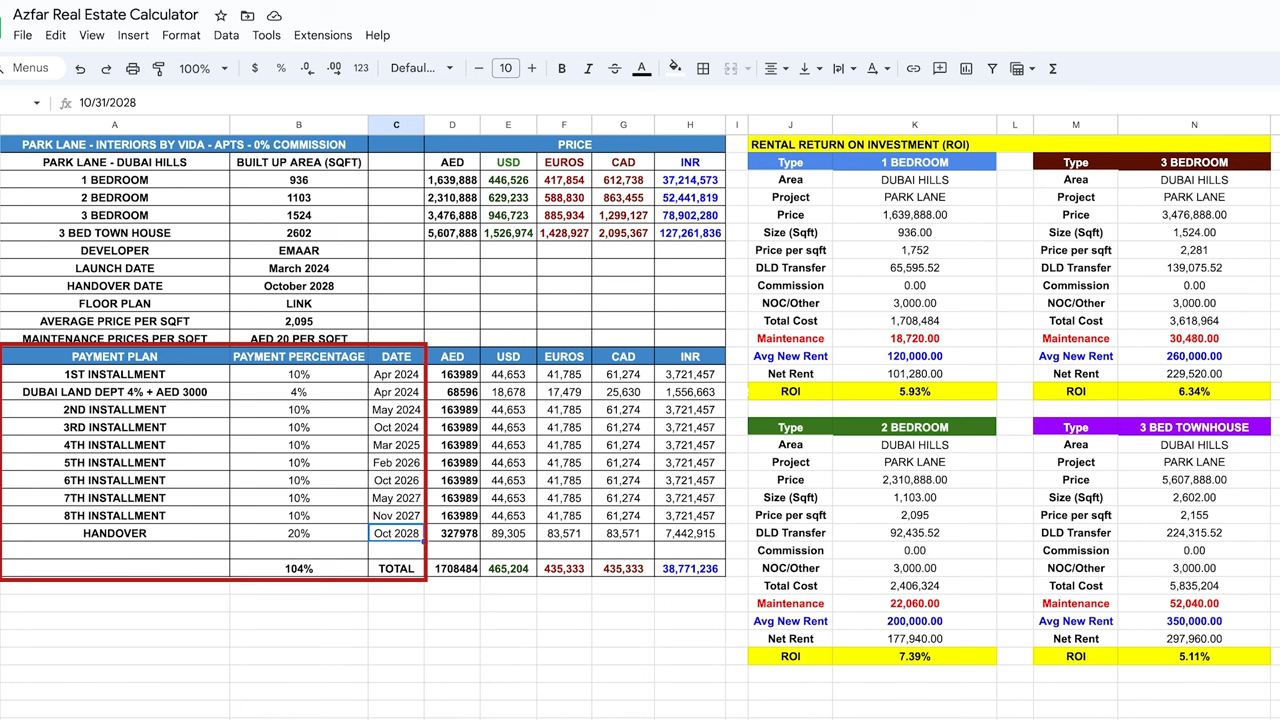 Azfar Real Estate Calculator
File Edit View Insert Format Data Tools Extensions Help
Menus 100% $ % .0 .00 123 Defaul... − 10 + B I S A Σ
fx 10/31/2028
A B C D E F G H I J K L M N
PARK LANE - INTERIORS BY VIDA - APTS - 0% COMMISSION PRICE RENTAL RETURN ON INVESTMENT (ROI)
PARK LANE - DUBAI HILLS BUILT UP AREA (SQFT) AED USD EUROS CAD INR Type 1 BEDROOM Type 3 BEDROOM
1 BEDROOM 936 1,639,888 446,526 417,854 612,738 37,214,573 Area DUBAI HILLS Area DUBAI HILLS
2 BEDROOM 1103 2,310,888 629,233 588,830 863,455 52,441,819 Project PARK LANE Project PARK LANE
3 BEDROOM 1524 3,476,888 946,723 885,934 1,299,127 78,902,280 Price 1,639,888.00 Price 3,476,888.00
3 BED TOWN HOUSE 2602 5,607,888 1,526,974 1,428,927 2,095,367 127,261,836 Size (Sqft) 936.00 Size (Sqft) 1,524.00
DEVELOPER EMAAR Price per sqft 1,752 Price per sqft 2,281
LAUNCH DATE March 2024 DLD Transfer 65,595.52 DLD Transfer 139,075.52
HANDOVER DATE October 2028 Commission 0.00 Commission 0.00
FLOOR PLAN LINK NOC/Other 3,000.00 NOC/Other 3,000.00
AVERAGE PRICE PER SQFT 2,095 Total Cost 1,708,484 Total Cost 3,618,964
MAINTENANCE PRICES PER SQFT AED 20 PER SQFT Maintenance 18,720.00 Maintenance 30,480.00
PAYMENT PLAN PAYMENT PERCENTAGE DATE AED USD EUROS CAD INR Avg New Rent 120,000.00 Avg New Rent 260,000.00
1ST INSTALLMENT 10% Apr 2024 163989 44,653 41,785 61,274 3,721,457 Net Rent 101,280.00 Net Rent 229,520.00
DUBAI LAND DEPT 4% + AED 3000 4% Apr 2024 68596 18,678 17,479 25,630 1,556,663 ROI 5.93% ROI 6.34%
2ND INSTALLMENT 10% May 2024 163989 44,653 41,785 61,274 3,721,457
3RD INSTALLMENT 10% Oct 2024 163989 44,653 41,785 61,274 3,721,457 Type 2 BEDROOM Type 3 BED TOWNHOUSE
4TH INSTALLMENT 10% Mar 2025 163989 44,653 41,785 61,274 3,721,457 Area DUBAI HILLS Area DUBAI HILLS
5TH INSTALLMENT 10% Feb 2026 163989 44,653 41,785 61,274 3,721,457 Project PARK LANE Project PARK LANE
6TH INSTALLMENT 10% Oct 2026 163989 44,653 41,785 61,274 3,721,457 Price 2,310,888.00 Price 5,607,888.00
7TH INSTALLMENT 10% May 2027 163989 44,653 41,785 61,274 3,721,457 Size (Sqft) 1,103.00 Size (Sqft) 2,602.00
8TH INSTALLMENT 10% Nov 2027 163989 44,653 41,785 61,274 3,721,457 Price per sqft 2,095 Price per sqft 2,155
HANDOVER 20% Oct 2028 327978 89,305 83,571 83,571 7,442,915 DLD Transfer 92,435.52 DLD Transfer 224,315.52
Commission 0.00 Commission 0.00
104% TOTAL 1708484 465,204 435,333 435,333 38,771,236 NOC/Other 3,000.00 NOC/Other 3,000.00
Total Cost 2,406,324 Total Cost 5,835,204
Maintenance 22,060.00 Maintenance 52,040.00
Avg New Rent 200,000.00 Avg New Rent 350,000.00
Net Rent 177,940.00 Net Rent 297,960.00
ROI 7.39% ROI 5.11%